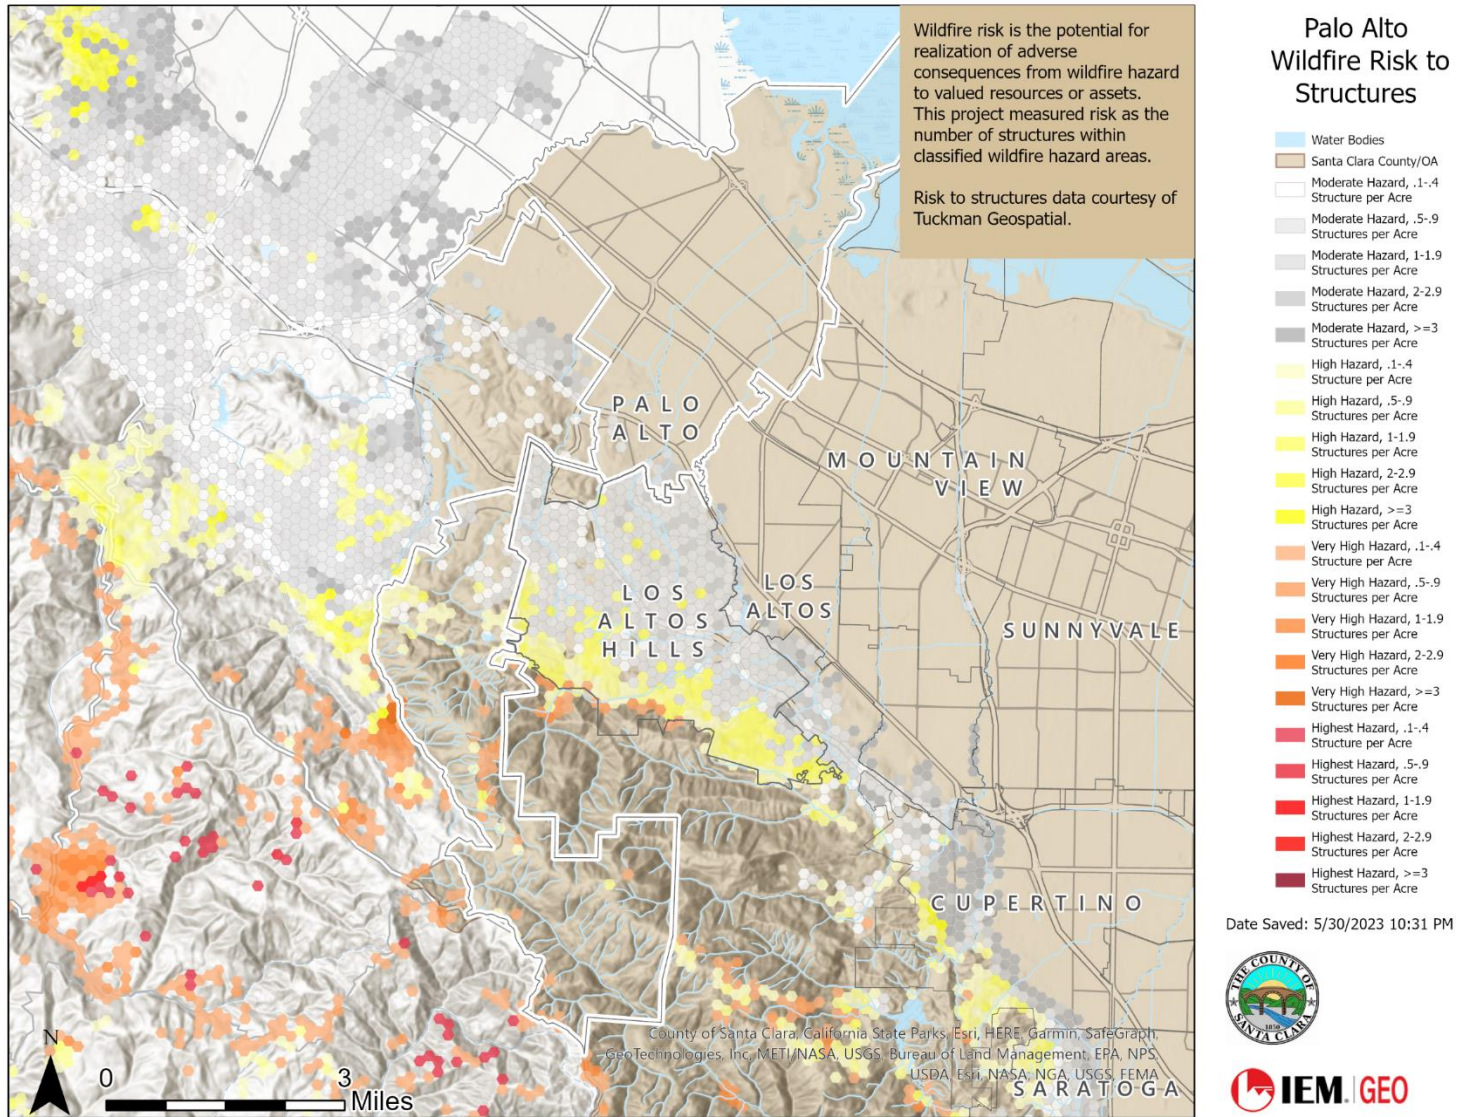 Wildfire risk is the potential for
realization of adverse
consequences from wildfire hazard
to valued resources or assets.
This project measured risk as the
number of structures within
classified wildfire hazard areas.
Risk to structures data courtesy of
Tuckman Geospatial.
PALO
ALTO
MOUNTAIN
VIEW
LOS
ALTOS
HILLS
LOS
ALTOS
SUNNYVALE
CUPERTINO
SARATOGA
County of Santa Clara, California State Parks, Esri, HERE, Garmin, SafeGraph,
GeoTechnologies, Inc, METI/NASA, USGS, Bureau of Land Management, EPA, NPS,
USDA, Esri, NASA, NGA, USGS, FEMA
N
0 3
Miles
Palo Alto
Wildfire Risk to
Structures
Water Bodies
Santa Clara County/OA
Moderate Hazard, .1-.4
Structure per Acre
Moderate Hazard, .5-.9
Structures per Acre
Moderate Hazard, 1-1.9
Structures per Acre
Moderate Hazard, 2-2.9
Structures per Acre
Moderate Hazard, >=3
Structures per Acre
High Hazard, .1-.4
Structure per Acre
High Hazard, .5-.9
Structures per Acre
High Hazard, 1-1.9
Structures per Acre
High Hazard, 2-2.9
Structures per Acre
High Hazard, >=3
Structures per Acre
Very High Hazard, .1-.4
Structure per Acre
Very High Hazard, .5-.9
Structures per Acre
Very High Hazard, 1-1.9
Structures per Acre
Very High Hazard, 2-2.9
Structures per Acre
Very High Hazard, >=3
Structures per Acre
Highest Hazard, .1-.4
Structure per Acre
Highest Hazard, .5-.9
Structures per Acre
Highest Hazard, 1-1.9
Structures per Acre
Highest Hazard, 2-2.9
Structures per Acre
Highest Hazard, >=3
Structures per Acre
Date Saved: 5/30/2023 10:31 PM
THE COUNTY OF
SANTA CLARA
1850
IEM GEO